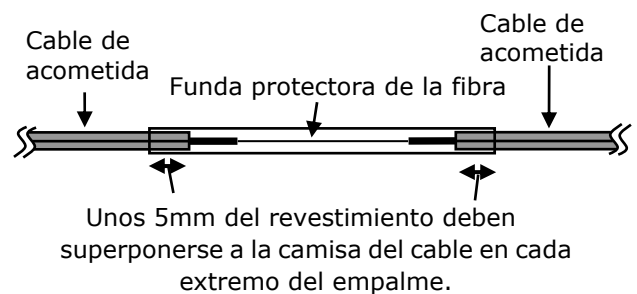 Cable de
acometida
Cable de
acometida
Funda protectora de la fibra
Unos 5mm del revestimiento deben
superponerse a la camisa del cable en cada
extremo del empalme.